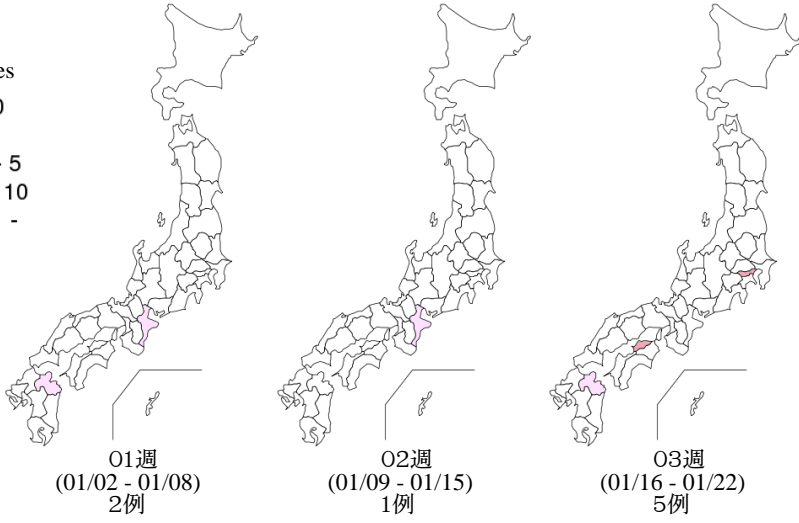 es
0
- 5
10
-
01週
(01/02 - 01/08)
2例
02週
(01/09 - 01/15)
1例
03週
(01/16 - 01/22)
5例